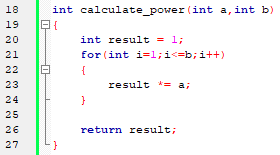 18 int calculate_power(int a,int b)
19 {
20 int result = 1;
21 for(int i=1;i<=b;i++)
22 {
23 result *= a;
24 }
25
26 return result;
27 }